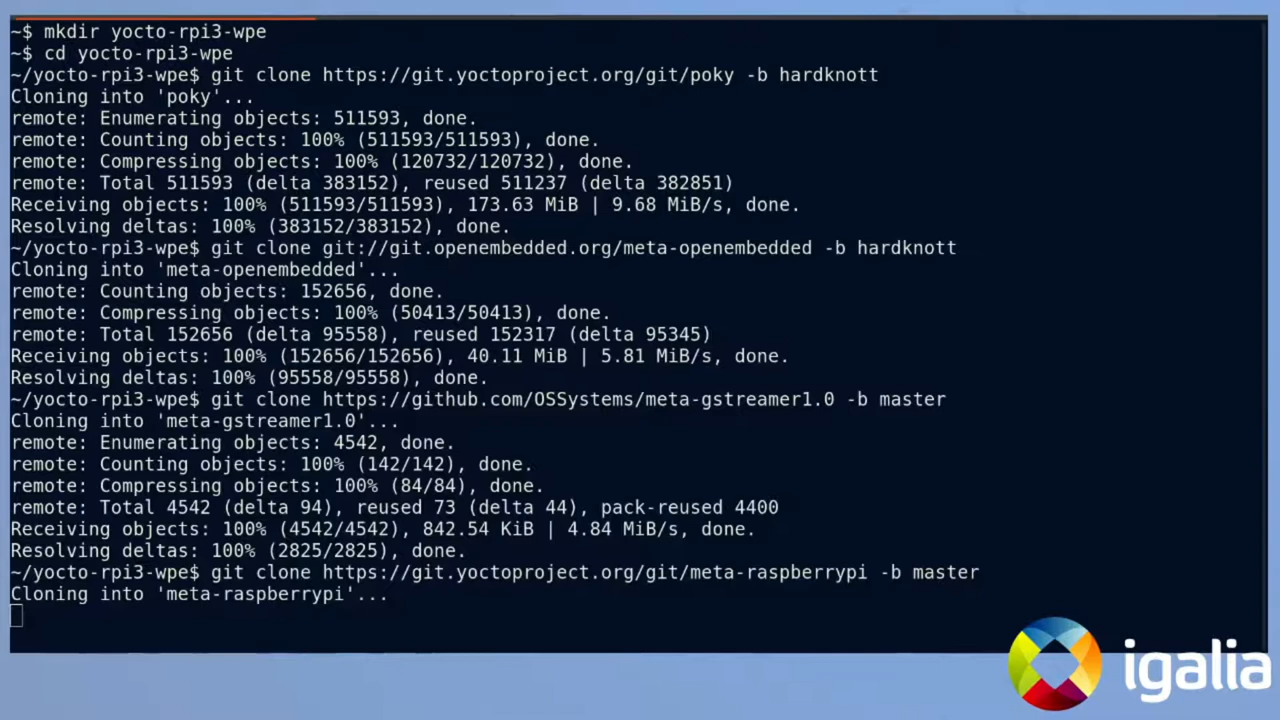 ~$ mkdir yocto-rpi3-wpe
~$ cd yocto-rpi3-wpe
~/yocto-rpi3-wpe$ git clone https://git.yoctoproject.org/git/poky -b hardknott
Cloning into 'poky'...
remote: Enumerating objects: 511593, done.
remote: Counting objects: 100% (511593/511593), done.
remote: Compressing objects: 100% (120732/120732), done.
remote: Total 511593 (delta 383152), reused 511237 (delta 382851)
Receiving objects: 100% (511593/511593), 173.63 MiB | 9.68 MiB/s, done.
Resolving deltas: 100% (383152/383152), done.
~/yocto-rpi3-wpe$ git clone git://git.openembedded.org/meta-openembedded -b hardknott
Cloning into 'meta-openembedded'...
remote: Counting objects: 152656, done.
remote: Compressing objects: 100% (50413/50413), done.
remote: Total 152656 (delta 95558), reused 152317 (delta 95345)
Receiving objects: 100% (152656/152656), 40.11 MiB | 5.81 MiB/s, done.
Resolving deltas: 100% (95558/95558), done.
~/yocto-rpi3-wpe$ git clone https://github.com/OSSystems/meta-gstreamer1.0 -b master
Cloning into 'meta-gstreamer1.0'...
remote: Enumerating objects: 4542, done.
remote: Counting objects: 100% (142/142), done.
remote: Compressing objects: 100% (84/84), done.
remote: Total 4542 (delta 94), reused 73 (delta 44), pack-reused 4400
Receiving objects: 100% (4542/4542), 842.54 KiB | 4.84 MiB/s, done.
Resolving deltas: 100% (2825/2825), done.
~/yocto-rpi3-wpe$ git clone https://git.yoctoproject.org/git/meta-raspberrypi -b master
Cloning into 'meta-raspberrypi'...
igalia